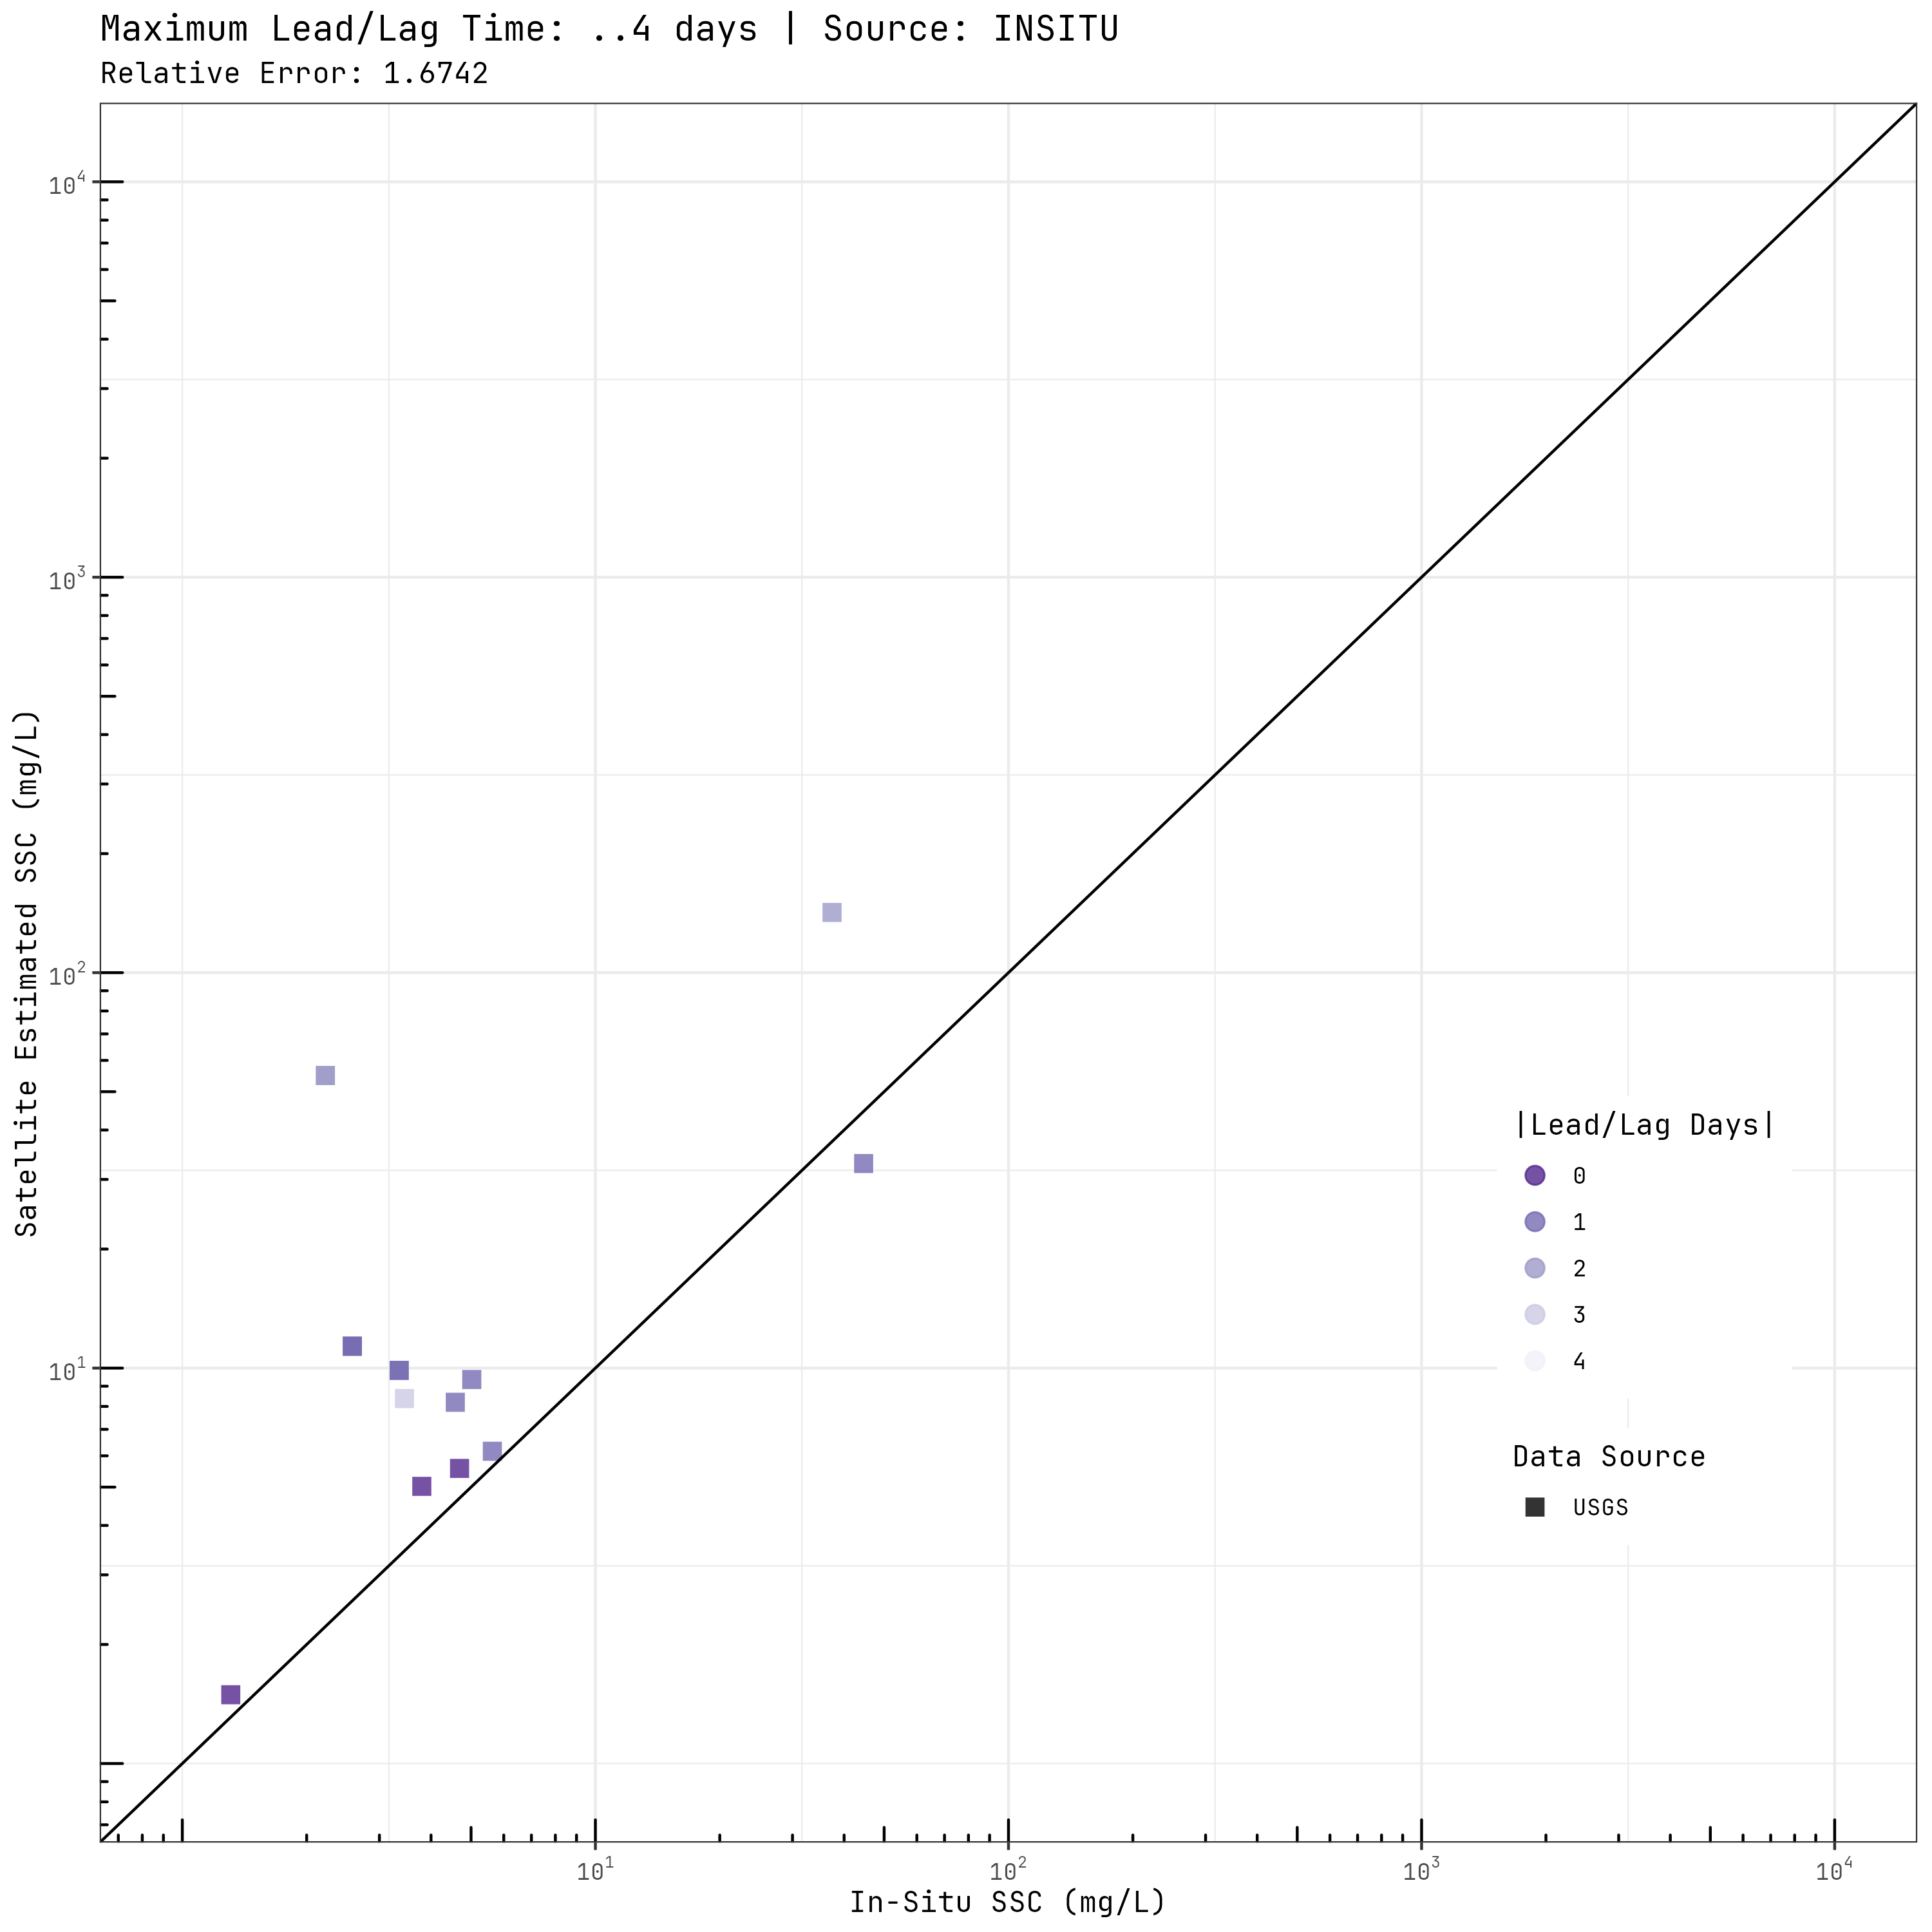 Maximum Lead/Lag Time: ..4 days | Source: INSITU
Relative Error: 1.6742
10⁴
10³
10²
10¹
Satellite Estimated SSC (mg/L)
|Lead/Lag Days|
0
1
2
3
4
Data Source
USGS
10¹ 10² 10³ 10⁴
In-Situ SSC (mg/L)